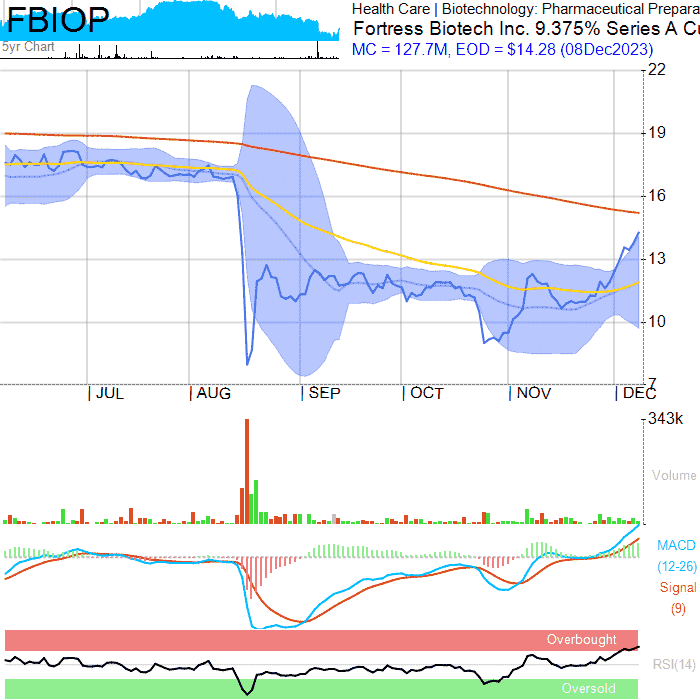 FBIOP
Health Care | Biotechnology: Pharmaceutical Prepara
Fortress Biotech Inc. 9.375% Series A Cu
5yr Chart
MC = 127.7M, EOD = $14.28 (08Dec2023)
22
19
16
13
10
7
JUL AUG SEP OCT NOV DEC
343k
Volume
MACD
(12-26)
Signal
(9)
Overbought
RSI(14)
Oversold